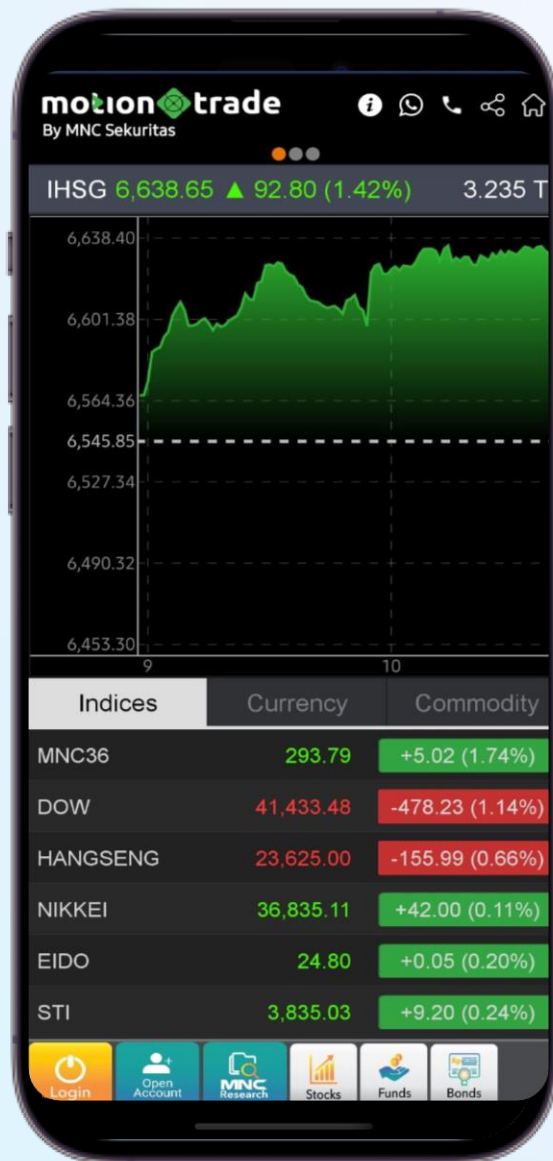 motion trade
By MNC Sekuritas
IHSG 6,638.65 ▲ 92.80 (1.42%) 3.235 T
6,638.40
6,601.38
6,564.36
6,545.85
6,527.34
6,490.32
6,453.30
9 10
Indices Currency Commodity
MNC36 293.79 +5.02 (1.74%)
DOW 41,433.48 -478.23 (1.14%)
HANGSENG 23,625.00 -155.99 (0.66%)
NIKKEI 36,835.11 +42.00 (0.11%)
EIDO 24.80 +0.05 (0.20%)
STI 3,835.03 +9.20 (0.24%)
Login
Open
Account
MNC
Research
Stocks
Funds
Bonds